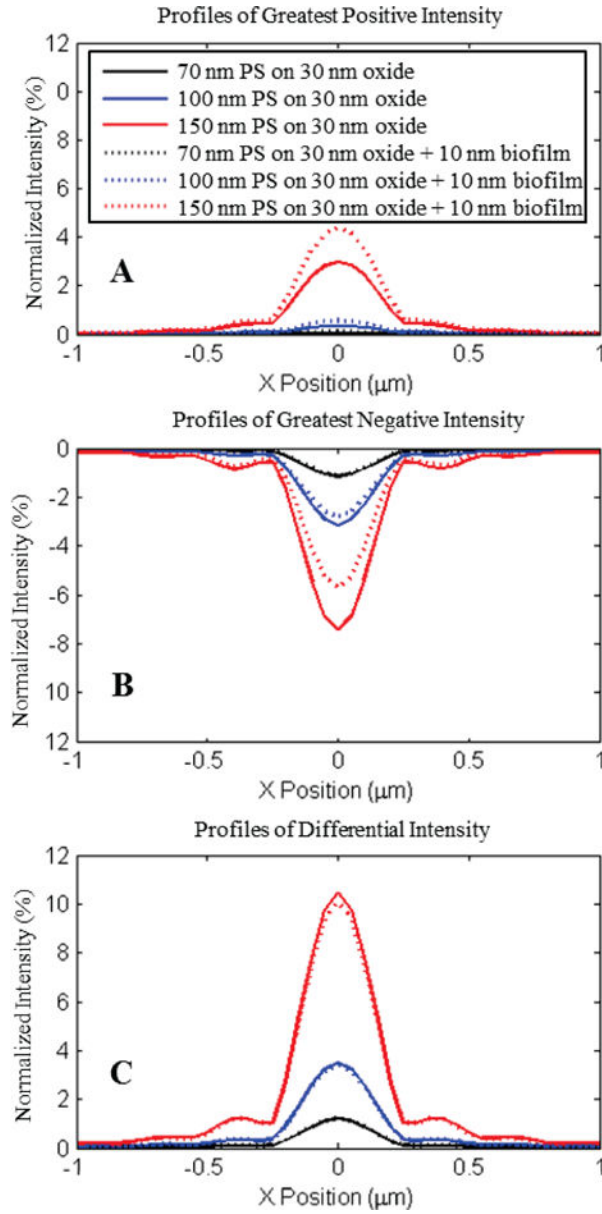 Profiles of Greatest Positive Intensity
12
10
8
6
4
2
0
Normalized Intensity (%)
70 nm PS on 30 nm oxide
100 nm PS on 30 nm oxide
150 nm PS on 30 nm oxide
70 nm PS on 30 nm oxide + 10 nm biofilm
100 nm PS on 30 nm oxide + 10 nm biofilm
150 nm PS on 30 nm oxide + 10 nm biofilm
A
-1 -0.5 0 0.5 1
X Position (μm)
Profiles of Greatest Negative Intensity
0
-2
-4
-6
-8
10
12
Normalized Intensity (%)
B
-1 -0.5 0 0.5 1
X Position (μm)
Profiles of Differential Intensity
12
10
8
6
4
2
0
Normalized Intensity (%)
C
-1 -0.5 0 0.5 1
X Position (μm)